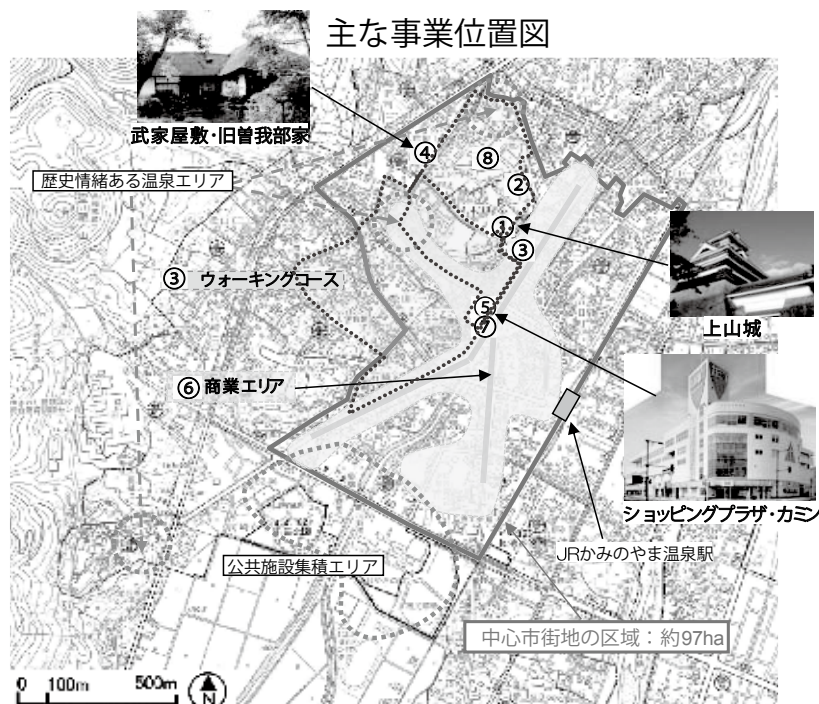 主な事業位置図
武家屋敷・旧曽我部家
④
⑧
歴史情緒ある温泉エリア
②
①
③
③ ウォーキングコース
上山城
⑤
⑦
⑥ 商業エリア
ショッピングプラザ・カミン
JRかみのやま温泉駅
公共施設集積エリア
中心市街地の区域：約97ha
0 100m 500m
N